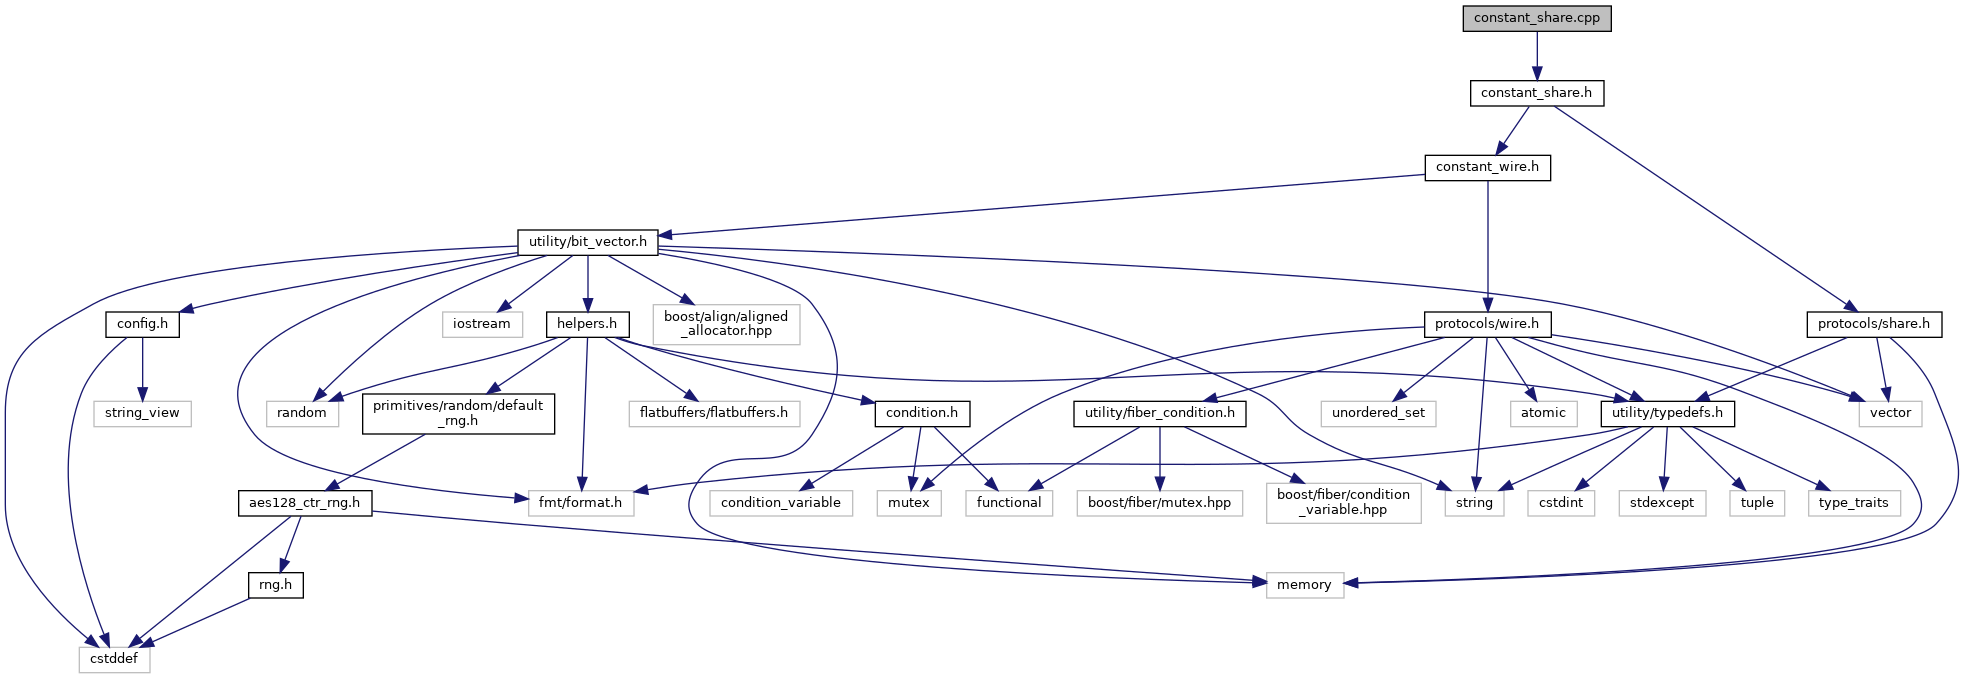 constant_share.cpp
constant_share.h
constant_wire.h
utility/bit_vector.h
config.h
iostream
helpers.h
boost/align/aligned
_allocator.hpp
protocols/wire.h
protocols/share.h
string_view
random
primitives/random/default
_rng.h
flatbuffers/flatbuffers.h
condition.h
utility/fiber_condition.h
unordered_set
atomic
utility/typedefs.h
vector
aes128_ctr_rng.h
fmt/format.h
condition_variable
mutex
functional
boost/fiber/mutex.hpp
boost/fiber/condition
_variable.hpp
string
cstdint
stdexcept
tuple
type_traits
rng.h
memory
cstddef